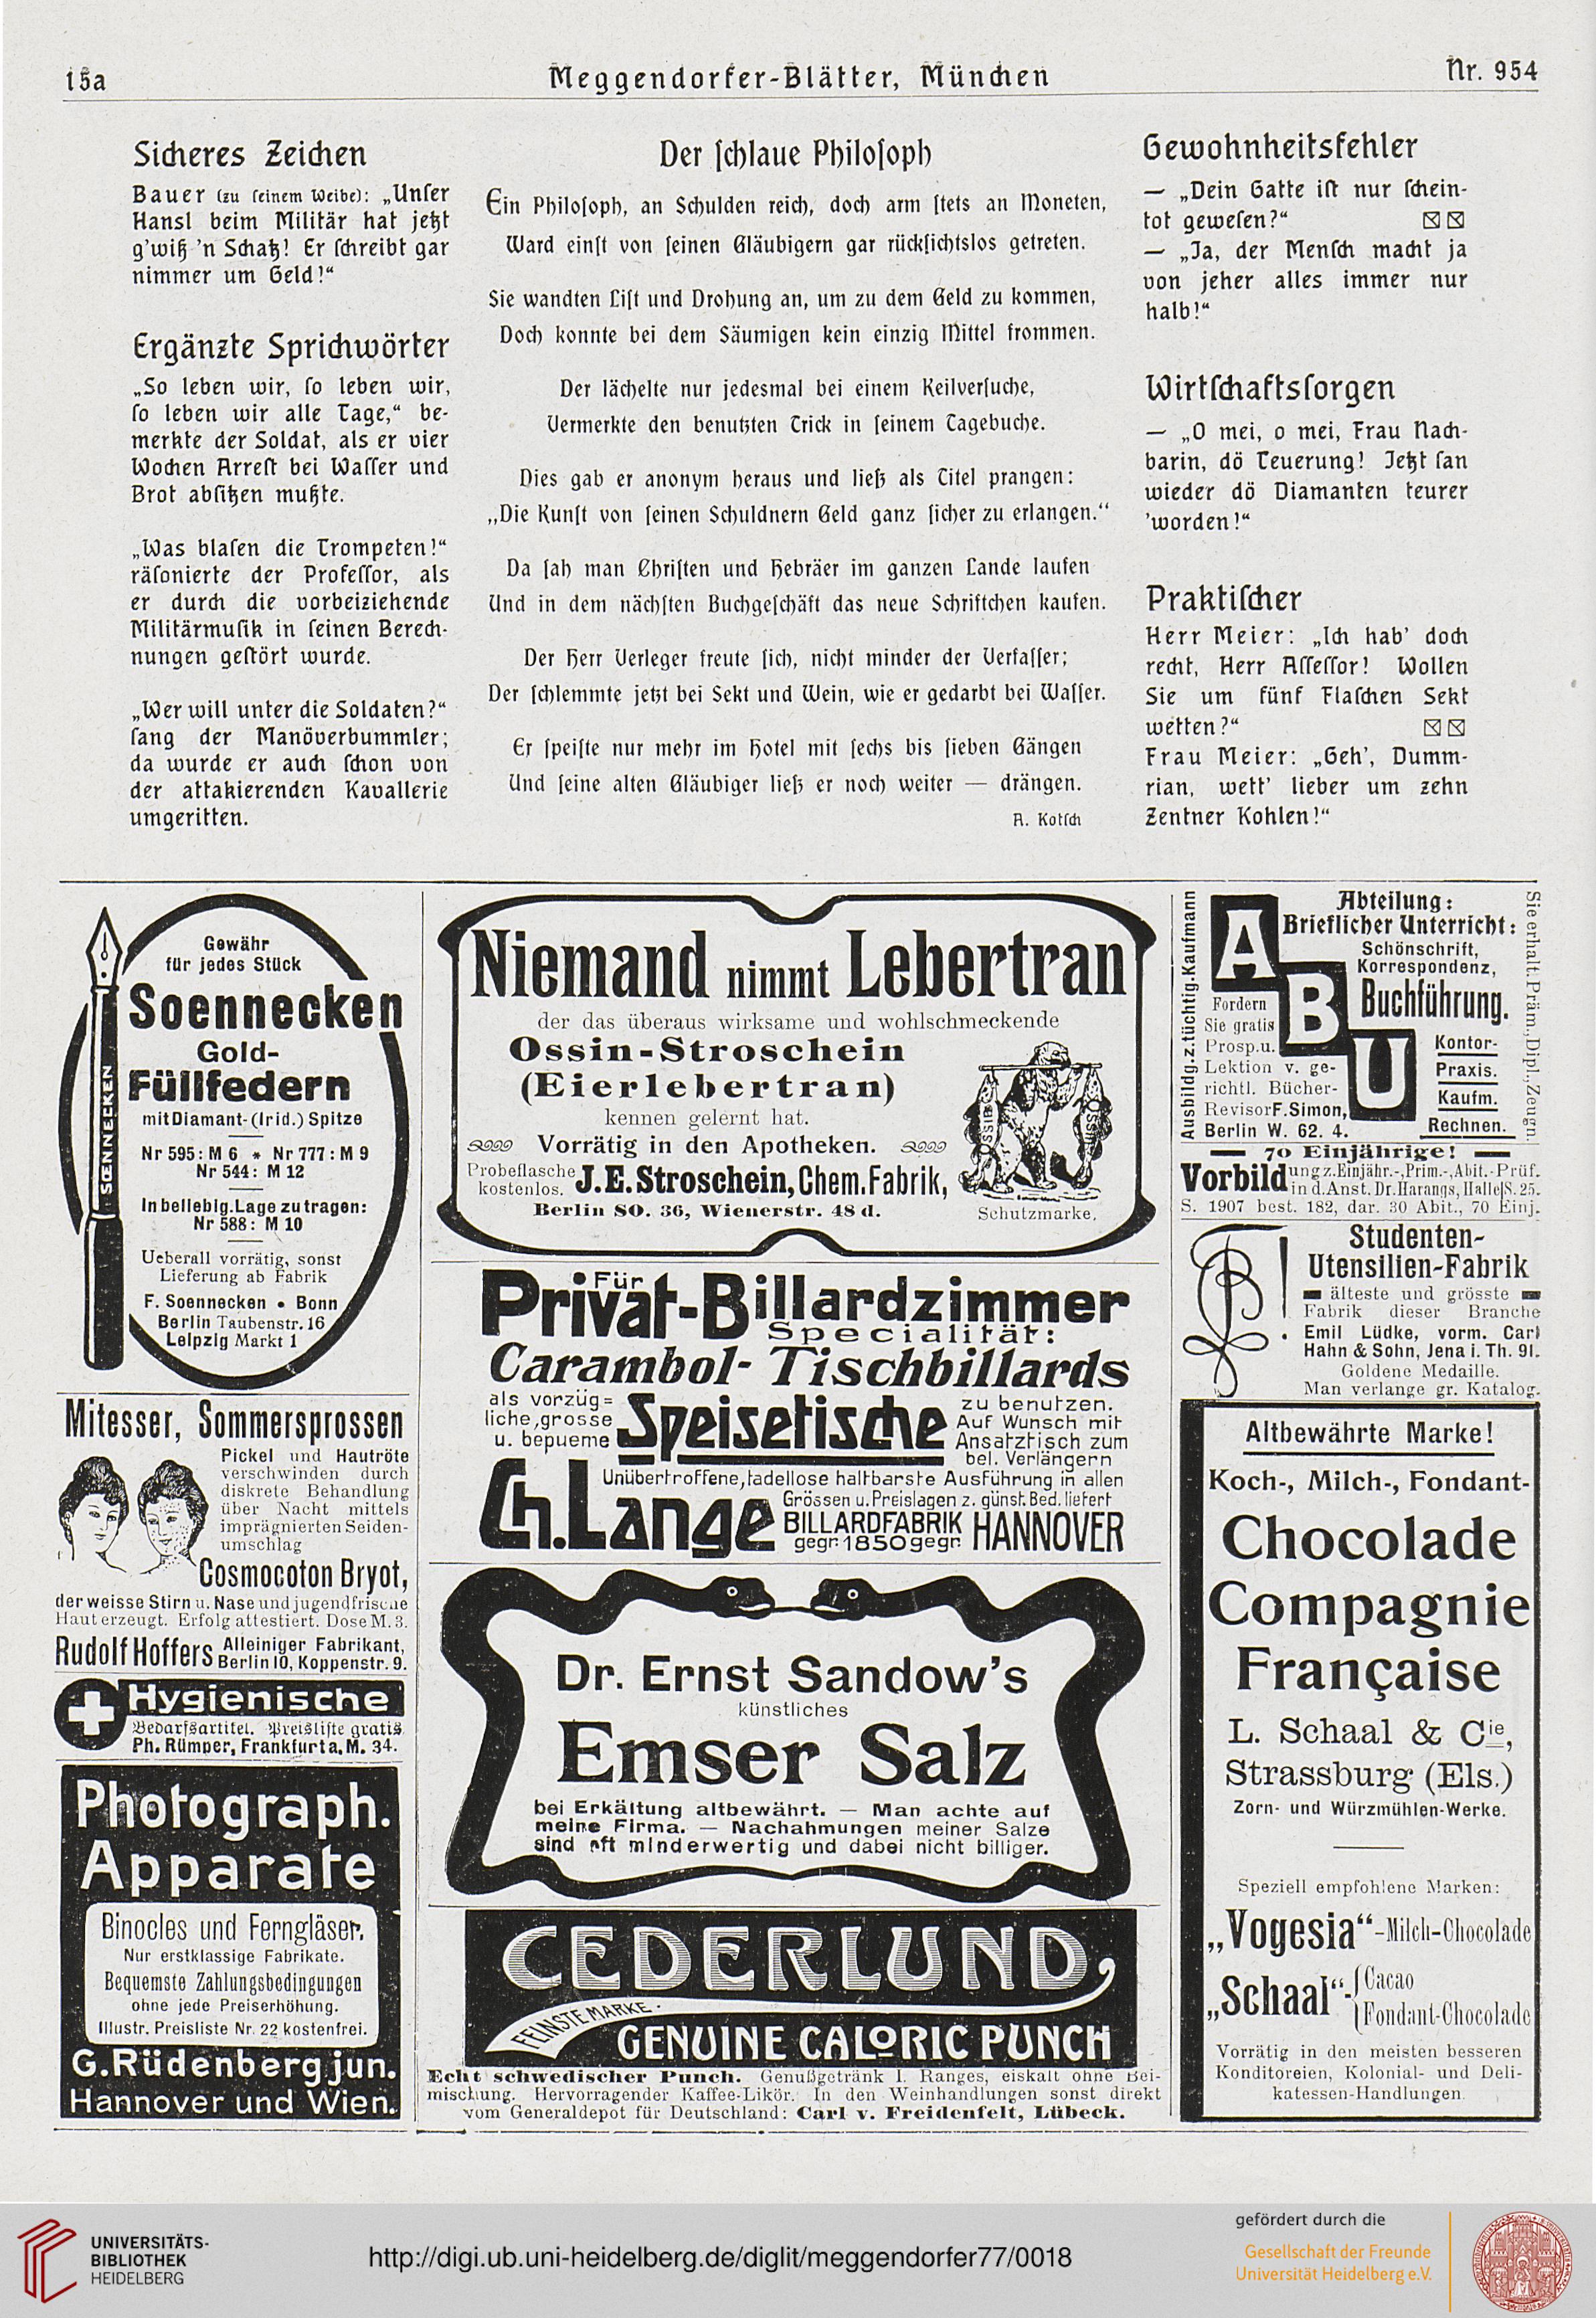 15a
Meggendorfer-Blätter, München
Nr. 954
Sicheres Zeichen
Bauer (zu ſeinem Weibe): „Unſer
Hansl beim Militär hat jetzt
g'wiß 'n Schatz! Er ſchreibt gar
nimmer um Geld!“
Ergänzte Sprichwörter
„So leben wir, ſo leben wir,
ſo leben wir alle Tage,“ be-
merkte der Soldat, als er vier
Wochen Arreſt bei Waſſer und
Brot abſitzen mußte.
„Was blaſen die Trompeten!“
räſonierte der Profeſſor, als
er durch die vorbeiziehende
Militärmuſik in ſeinen Berech-
nungen geſtört wurde.
„Wer will unter die Soldaten?“
ſang der Manöverbummler;
da wurde er auch ſchon von
der attakierenden Kavallerie
umgeritten.
Der ſchlaue Philoſoph
Ein Philoſoph, an Schulden reich, doch arm ſtets an Moneten,
Ward einſt von ſeinen Gläubigern gar rückſichtslos getreten.
Sie wandten Liſt und Drohung an, um zu dem Geld zu kommen,
Doch konnte bei dem Säumigen kein einzig Mittel frommen.
Der lächelte nur jedesmal bei einem Keilverſuche,
Vermerkte den benutzten Trick in ſeinem Tagebuche.
Dies gab er anonym heraus und ließ als Titel prangen:
„Die Kunſt von ſeinen Schuldnern Geld ganz ſicher zu erlangen.“
Da ſah man Chriſten und Hebräer im ganzen Lande laufen
Und in dem nächſten Buchgeſchäft das neue Schriftchen kaufen.
Der Herr Verleger freute ſich, nicht minder der Verfaſſer;
Der ſchlemmte jetzt bei Sekt und Wein, wie er gedarbt bei Waſſer.
Er ſpeiſte nur mehr im Hotel mit ſechs bis ſieben Gängen
Und ſeine alten Gläubiger ließ er noch weiter — drängen.
A. Kotſch
Gewohnheitsfehler
— „Dein Gatte iſt nur ſchein-
tot geweſen?“
— „Ja, der Menſch macht ja
von jeher alles immer nur
halb!“
Wirtſchaftsſorgen
— „O mei, o mei, Frau Nach-
barin, dö Teuerung! Jetzt ſan
wieder dö Diamanten teurer
'worden!“
Praktiſcher
Herr Meier: „Ich hab' doch
recht, Herr Aſſeſſor! Wollen
Sie um fünf Flaſchen Sekt
wetten?“
Frau Meier: „Geh', Dumm-
rian, wett' lieber um zehn
Zentner Kohlen!“
Gewähr
für jedes Stück
Soennecken
Gold-
Füllfedern
mit Diamant-(Irid.) Spitze
Nr 595: M 6 * Nr 777: M 9
Nr 544: M 12
In beliebig. Lage zu tragen:
Nr 588: M 10
Ueberall vorrätig, sonst
Lieferung ab Fabrik
F. Soennecken • Bonn
Berlin Taubenstr. 16
Leipzig Markt 1
SOENNECKEN
Mitesser, Sommersprossen
Pickel und Hautröte
verschwinden durch
diskrete Behandlung
über Nacht mittels
imprägnierten Seiden-
umschlag
Cosmocoton Bryot,
der weisse Stirn u. Nase und jugendfrische
Haut erzeugt. Erfolg attestiert. Dose M. 3.
Rudolf Hoffers Alleiniger Fabrikant,
Berlin 10, Koppenstr. 9.
Hygienische
Bedarfsartikel. Preisliste gratis
Ph. Rümper, Frankfurt a. M. 34.
Photograph.
Apparate
Binocles und Ferngläser.
Nur erstklassige Fabrikate.
Bequemste Zahlungsbedingungen
ohne jede Preiserhöhung.
Illustr. Preisliste Nr. 22 kostenfrei.
G. Rüdenberg jun.
Hannover und Wien.
Niemand nimmt Lebertran
der das überaus wirksame und wohlschmeckende
Ossin-Stroschein
(Eierlebertran)
kennen gelernt hat.
Vorrätig in den Apotheken.
Probeflasche
kostenlos.
J. E. Stroschein, Chem. Fabrik,
Berlin SO. 36, Wienerstr. 48 d.
OSSIN
OSSIN
Schutzmarke.
Für
Privat-Billardzimmer
Specialität:
Carambol-Tischbillards
als vorzüg=
liche, grosse
u. bequeme
Speisetische
zu benutzen.
Auf Wunsch mit
Ansatztisch zum
bel. Verlängern
Unübertroffene, tadellose haltbarste Ausführung in allen
Grössen u. Preislagen z. günst. Bed. liefert
Ch. Lange BILLARDFABRIK HANNOVER
gegr. 1850 gegr.
Dr. Ernst Sandow's
künstliches
Emser Salz
bei Erkältung altbewährt. — Man achte auf
meine Firma. — Nachahmungen meiner Salze
sind oft minderwertig und dabei nicht billiger.
CEDERLUND,
FEINSTE MARKE.
GENUINE CALORIC PUNCH
Echt schwedischer Punch. Genußgetränk I. Ranges, eiskalt ohne Bei-
mischung. Hervorragender Kaffee-Likör. In den Weinhandlungen sonst direkt
vom Generaldepot für Deutschland: Carl v. Freidenfelt, Lübeck.
Ausbildg. z. tüchtig. Kaufmann
ABU
Abteilung:
Brieflicher Unterricht:
Schönschrift,
Korrespondenz,
Buchführung.
Kontor-
Praxis.
Kaufm.
Rechnen.
Fordern
Sie gratis
Prosp. u.
Lektion v. ge-
richtl. Bücher-
Revisor F. Simon,
Berlin W. 62. 4.
Sie erhalt. Präm., Dipl., Zeugn.
70 Einjährige!
Vorbildung z. Einjähr.-, Prim.-, Abit.-Prüf.
in d. Anst. Dr. Harangs, Halle S. 25.
S. 1907 best. 182, dar. 30 Abit., 70 Einj.
Studenten-
Utensilien-Fabrik
älteste und grösste
Fabrik dieser Branche
Emil Lüdke, vorm. Carl
Hahn & Sohn, Jena i. Th. 91.
Goldene Medaille.
Man verlange gr. Katalog.
Altbewährte Marke!
Koch-, Milch-, Fondant-
Chocolade
Compagnie
Française
L. Schaal & Cie,
Strassburg (Els.)
Zorn- und Würzmühlen-Werke.
Speziell empfohlene Marken:
„Vogesia“-Milch-Chocolade
„Schaal“- Cacao
Fondant-Chocolade
Vorrätig in den meisten besseren
Konditoreien, Kolonial- und Deli-
katessen-Handlungen.
UNIVERSITÄTS-
BIBLIOTHEK
HEIDELBERG
http://digi.ub.uni-heidelberg.de/diglit/meggendorfer77/0018
gefördert durch die
Gesellschaft der Freunde
Universität Heidelberg e.V.